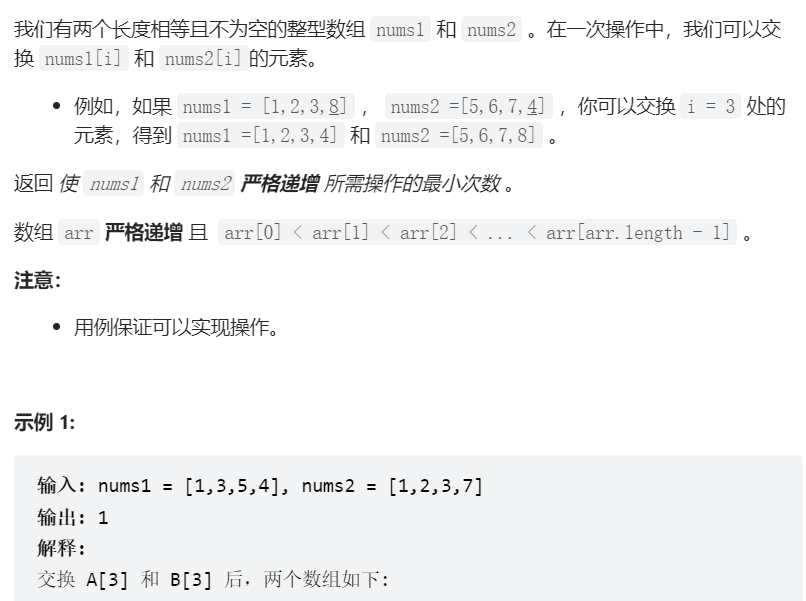 我们有两个长度相等且不为空的整型数组 nums1 和 nums2 。在一次操作中，我们可以交
换 nums1[i] 和 nums2[i]的元素。
• 例如，如果 nums1 = [1,2,3,8] ， nums2 =[5,6,7,4] ，你可以交换 i = 3 处的
元素，得到 nums1 =[1,2,3,4] 和 nums2 =[5,6,7,8] 。
返回 使 nums1 和 nums2 严格递增 所需操作的最小次数 。
数组 arr 严格递增 且 arr[0] < arr[1] < arr[2] < ... < arr[arr.length - 1] 。
注意：
• 用例保证可以实现操作。
示例 1:
输入: nums1 = [1,3,5,4], nums2 = [1,2,3,7]
输出: 1
解释:
交换 A[3] 和 B[3] 后，两个数组如下: